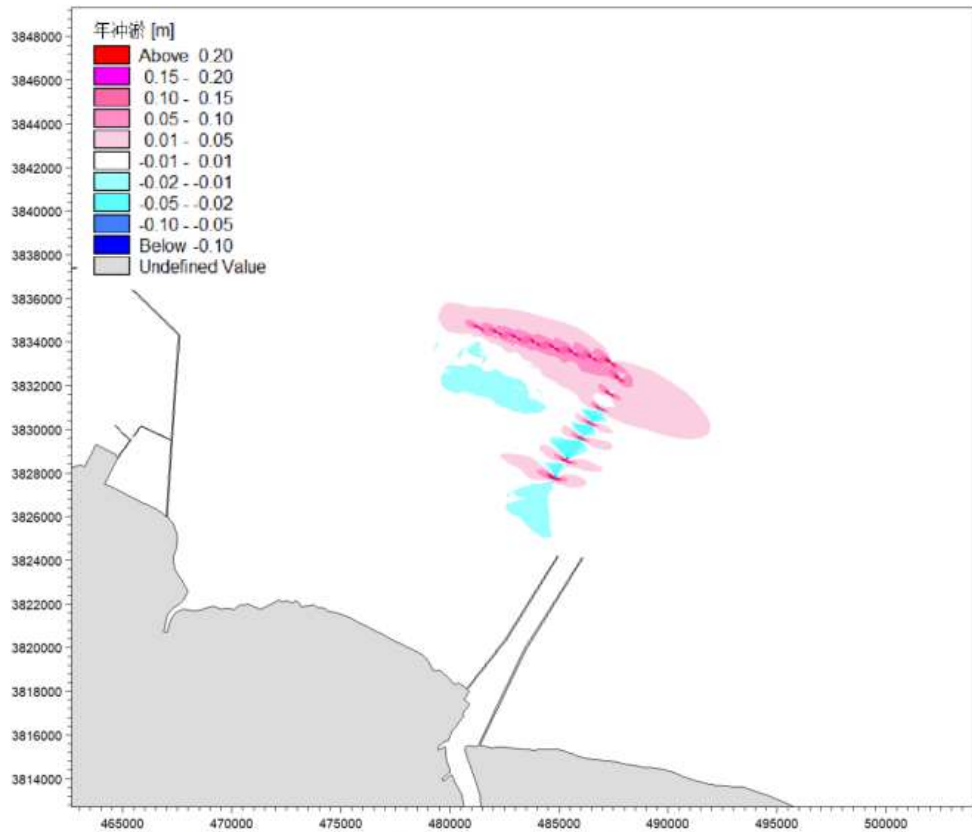 年冲淤 [m]
Above 0.20
0.15 - 0.20
0.10 - 0.15
0.05 - 0.10
0.01 - 0.05
-0.01 - 0.01
-0.02 - -0.01
-0.05 - -0.02
-0.10 - -0.05
Below -0.10
Undefined Value
3848000
3846000
3844000
3842000
3840000
3838000
3836000
3834000
3832000
3830000
3828000
3826000
3824000
3822000
3820000
3818000
3816000
3814000
465000 470000 475000 480000 485000 490000 495000 500000